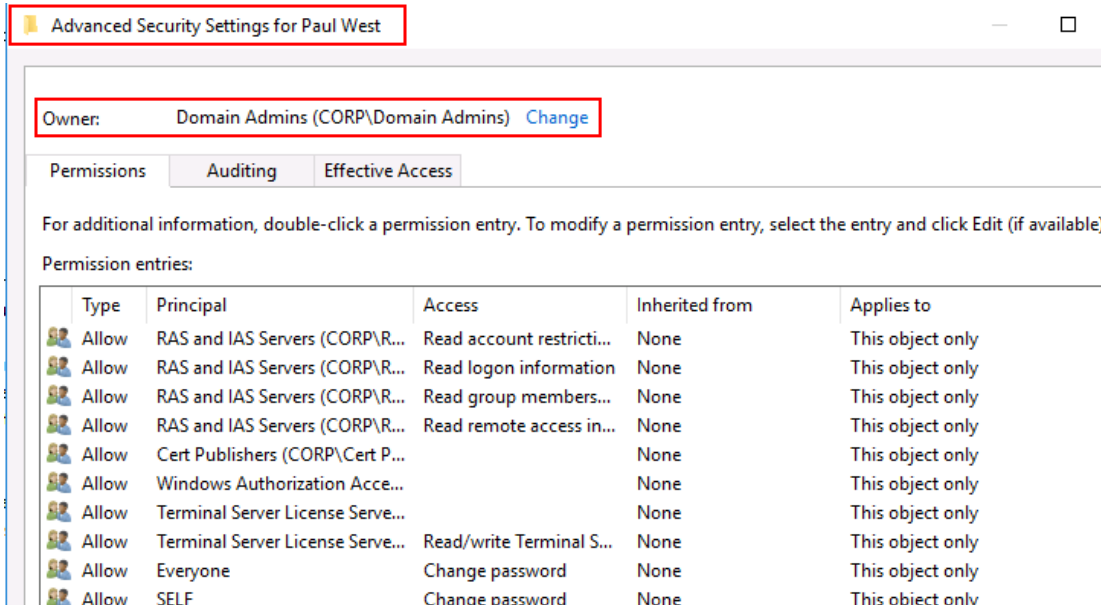 Advanced Security Settings for Paul West
Owner: Domain Admins (CORP\Domain Admins) Change
Permissions Auditing Effective Access
For additional information, double-click a permission entry. To modify a permission entry, select the entry and click Edit (if available)
Permission entries:
Type Principal Access Inherited from Applies to
Allow RAS and IAS Servers (CORP\R... Read account restricti... None This object only
Allow RAS and IAS Servers (CORP\R... Read logon information None This object only
Allow RAS and IAS Servers (CORP\R... Read group members... None This object only
Allow RAS and IAS Servers (CORP\R... Read remote access in... None This object only
Allow Cert Publishers (CORP\Cert P... None This object only
Allow Windows Authorization Acce... None This object only
Allow Terminal Server License Serve... None This object only
Allow Terminal Server License Serve... Read/write Terminal S... None This object only
Allow Everyone Change password None This object only
Allow SELF Change password None This object only